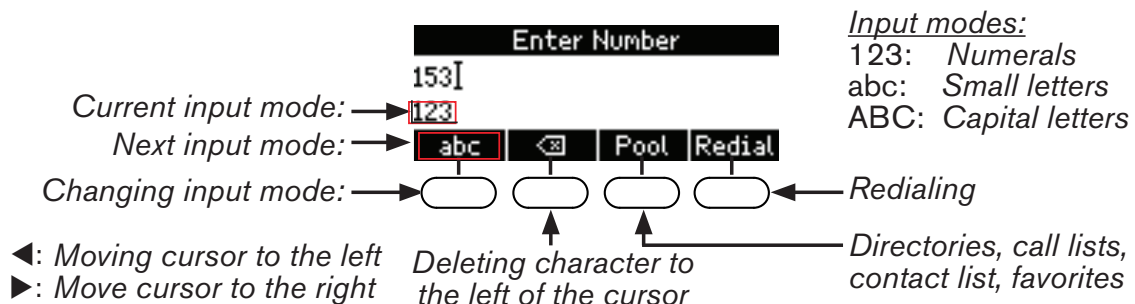 Enter Number
153
123
abc ⌫ Pool Redial
Current input mode:
Next input mode:
Changing input mode:
Input modes:
123: Numerals
abc: Small letters
ABC: Capital letters
Redialing
◀: Moving cursor to the left
▶: Move cursor to the right
Deleting character to
the left of the cursor
Directories, call lists,
contact list, favorites